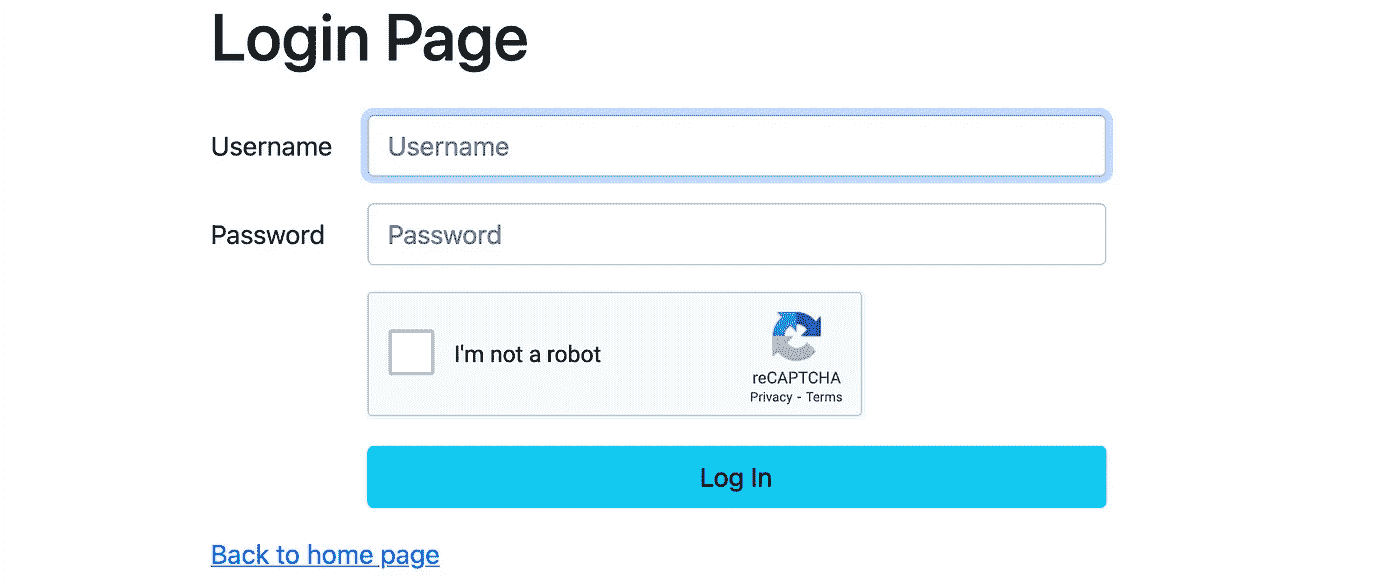 Login Page
Username Username
Password Password
I'm not a robot
reCAPTCHA
Privacy - Terms
Log In
Back to home page